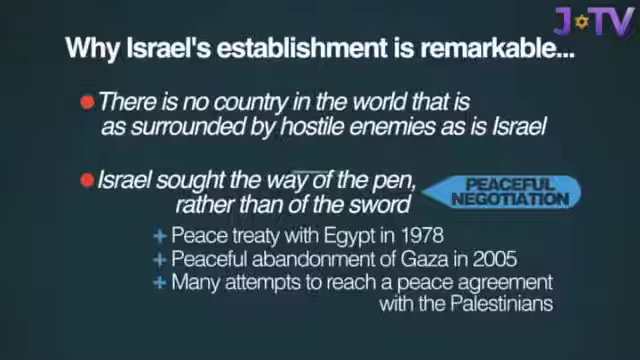 J✡TV
Why Israel's establishment is remarkable...
There is no country in the world that is
as surrounded by hostile enemies as is Israel
Israel sought the way of the pen,
rather than of the sword
PEACEFUL
NEGOTIATION
+ Peace treaty with Egypt in 1978
+ Peaceful abandonment of Gaza in 2005
+ Many attempts to reach a peace agreement
with the Palestinians